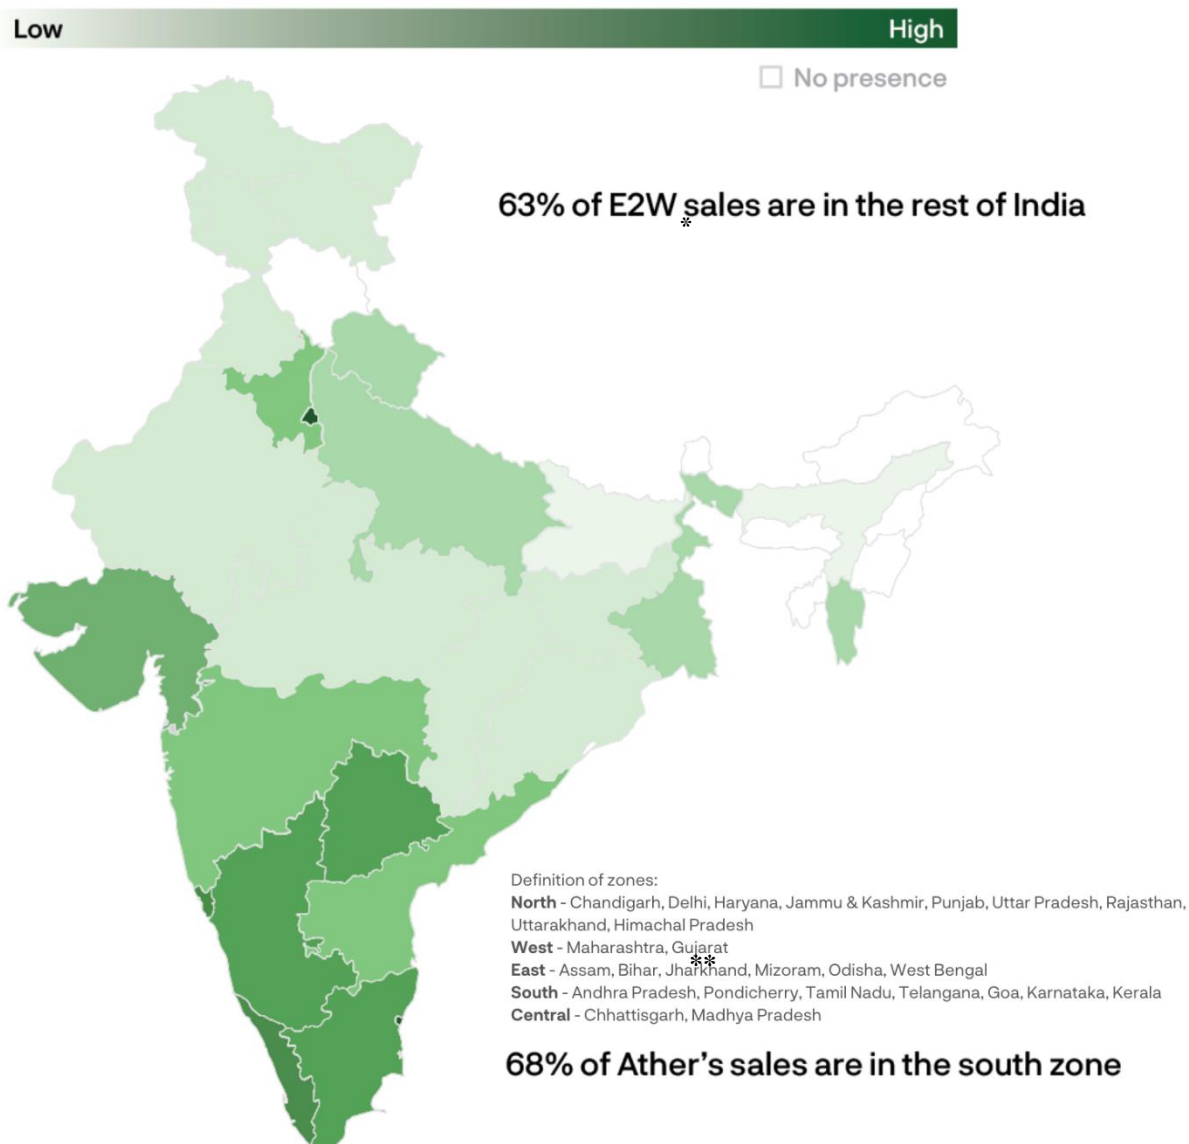 Low
High
No presence
63% of E2W sales are in the rest of India
*
Definition of zones:
North - Chandigarh, Delhi, Haryana, Jammu & Kashmir, Punjab, Uttar Pradesh, Rajasthan,
Uttarakhand, Himachal Pradesh
West - Maharashtra, Gujarat
**
East - Assam, Bihar, Jharkhand, Mizoram, Odisha, West Bengal
South - Andhra Pradesh, Pondicherry, Tamil Nadu, Telangana, Goa, Karnataka, Kerala
Central - Chhattisgarh, Madhya Pradesh
68% of Ather's sales are in the south zone